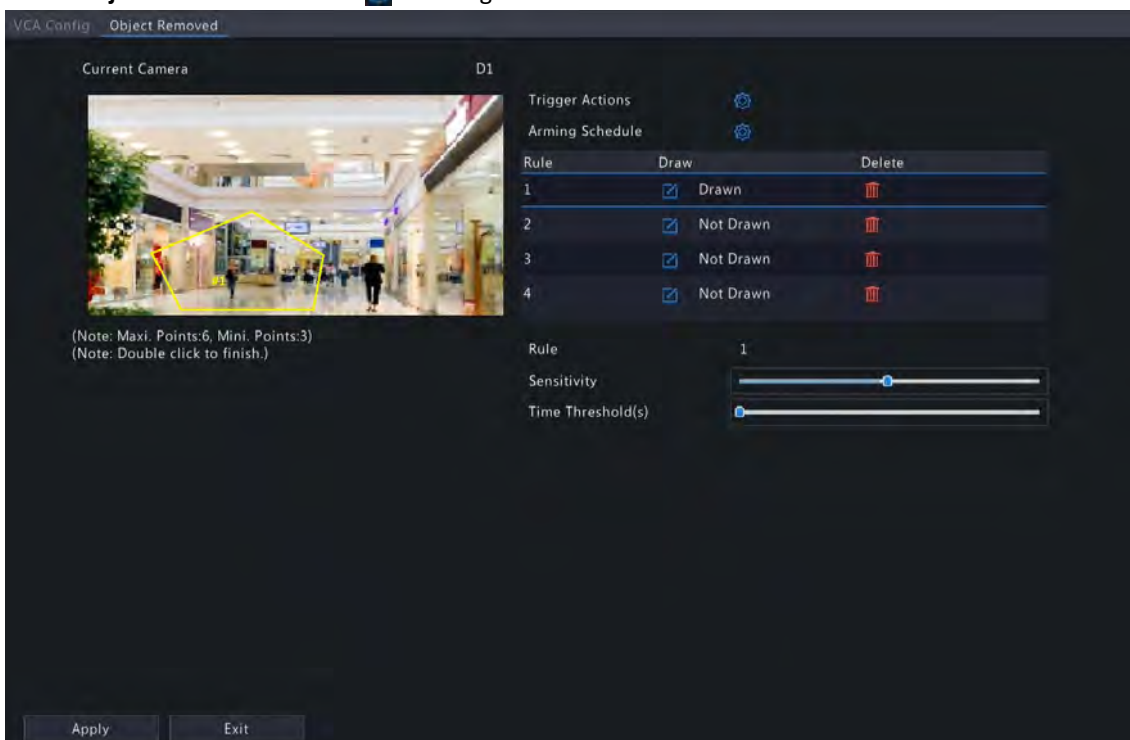 VCA Config Object Removed
Current Camera D1
#1
(Note: Maxi. Points:6, Mini. Points:3)
(Note: Double click to finish.)
Trigger Actions
Arming Schedule
Rule Draw Delete
1 Drawn
2 Not Drawn
3 Not Drawn
4 Not Drawn
Rule 1
Sensitivity
Time Threshold(s)
Apply Exit